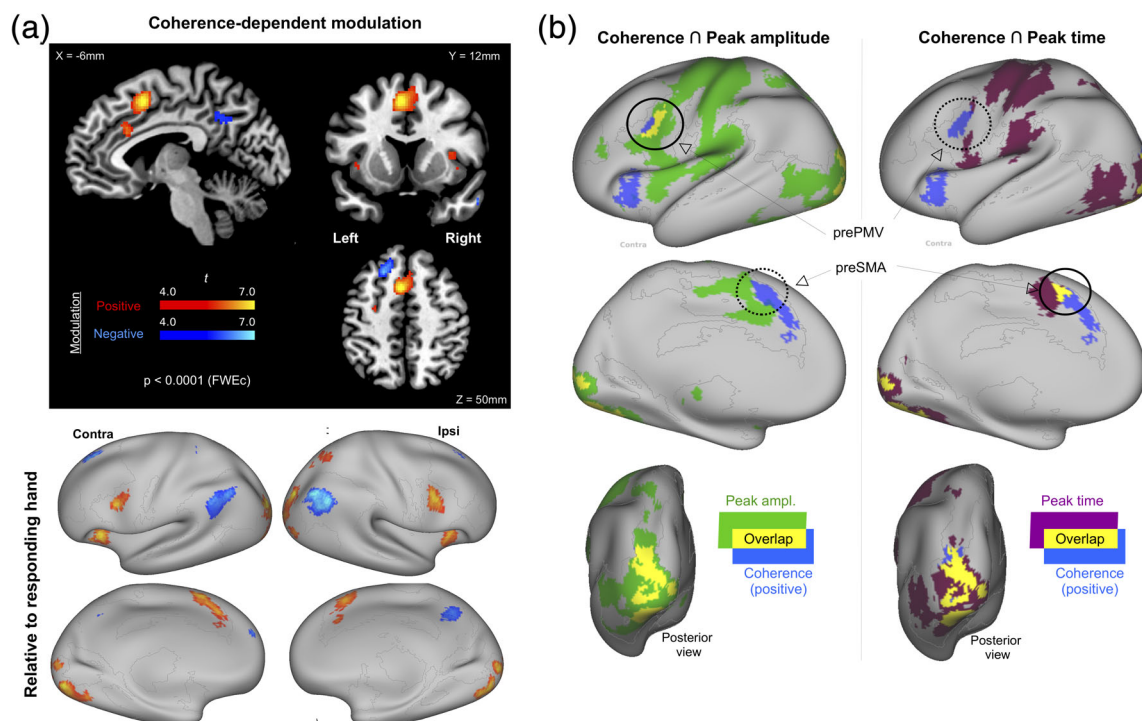 (a)
Coherence-dependent modulation
X = -6mm
Y = 12mm
Left
Right
t
Modulation
Positive
4.0
7.0
Negative
4.0
7.0
p < 0.0001 (FWEc)
Z = 50mm
Relative to responding hand
Contra
:
Ipsi
(b)
Coherence ∩ Peak amplitude
Coherence ∩ Peak time
Contra
Contra
prePMV
preSMA
Peak ampl.
Overlap
Coherence
(positive)
Posterior
view
Peak time
Overlap
Coherence
(positive)
Posterior
view